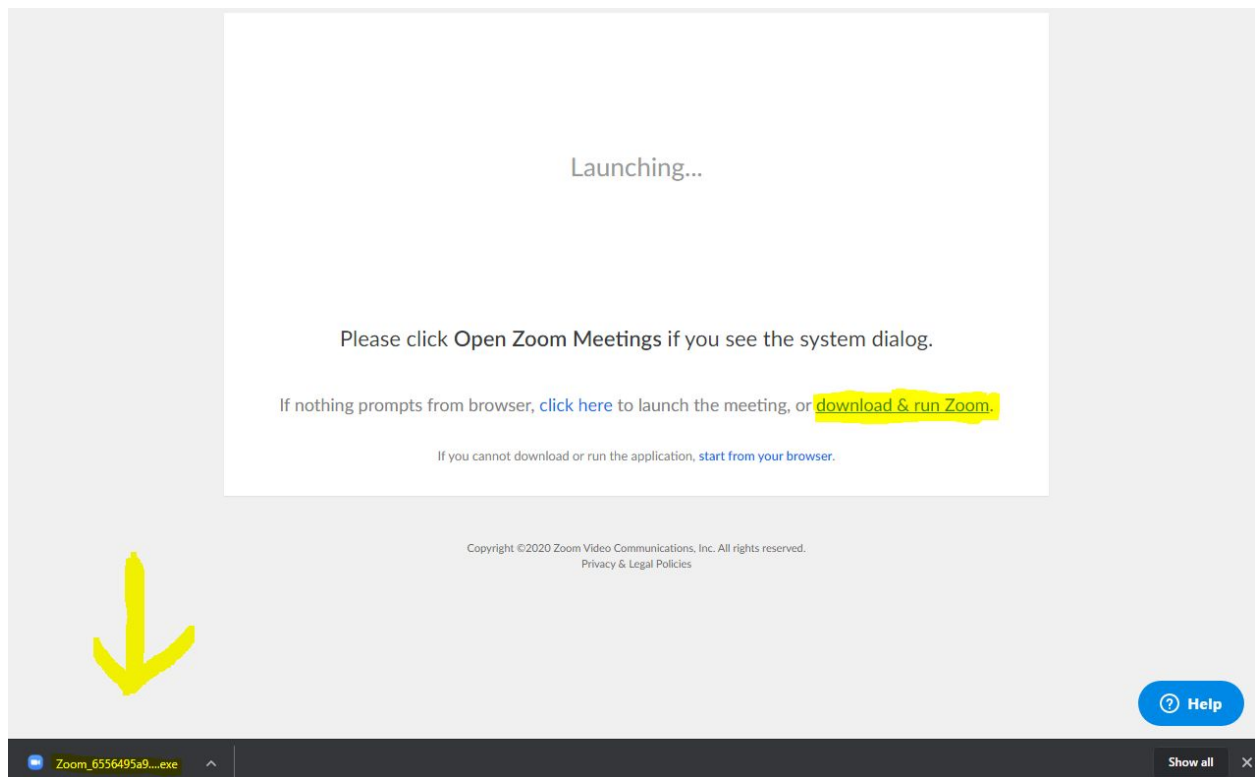 Launching...
Please click Open Zoom Meetings if you see the system dialog.
If nothing prompts from browser, click here to launch the meeting, or download & run Zoom.
If you cannot download or run the application, start from your browser.
Copyright ©2020 Zoom Video Communications, Inc. All rights reserved.
Privacy & Legal Policies
Help
Zoom_6556495a9....exe
Show all